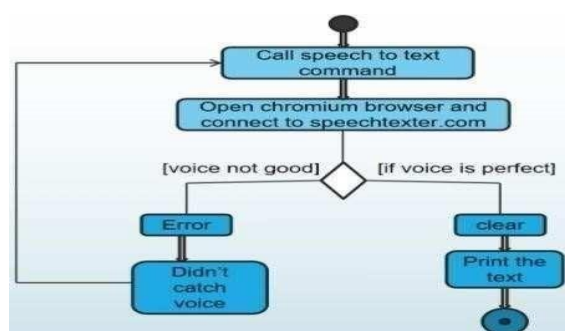 Call speech to text
command
Open chromium browser and
connect to speechtexter.com
[voice not good]
[if voice is perfect]
Error
clear
Didn't
catch
voice
Print the
text